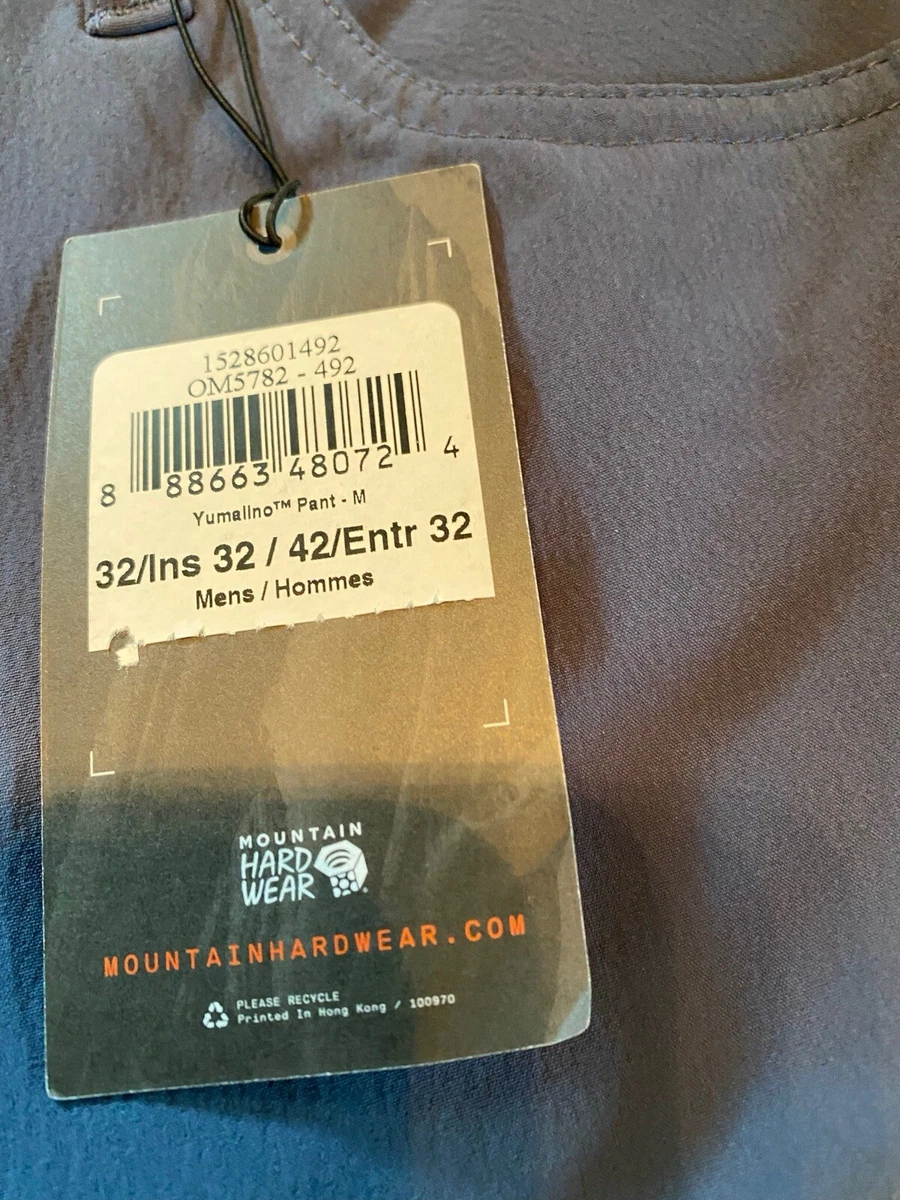 1528601492
OM5782 - 492
8 88663 48072 4
Yumalino™ Pant - M
32/Ins 32 / 42/Entr 32
Mens / Hommes
MOUNTAIN
HARD
WEAR
MOUNTAINHARDWEAR.COM
PLEASE RECYCLE
Printed In Hong Kong / 100970